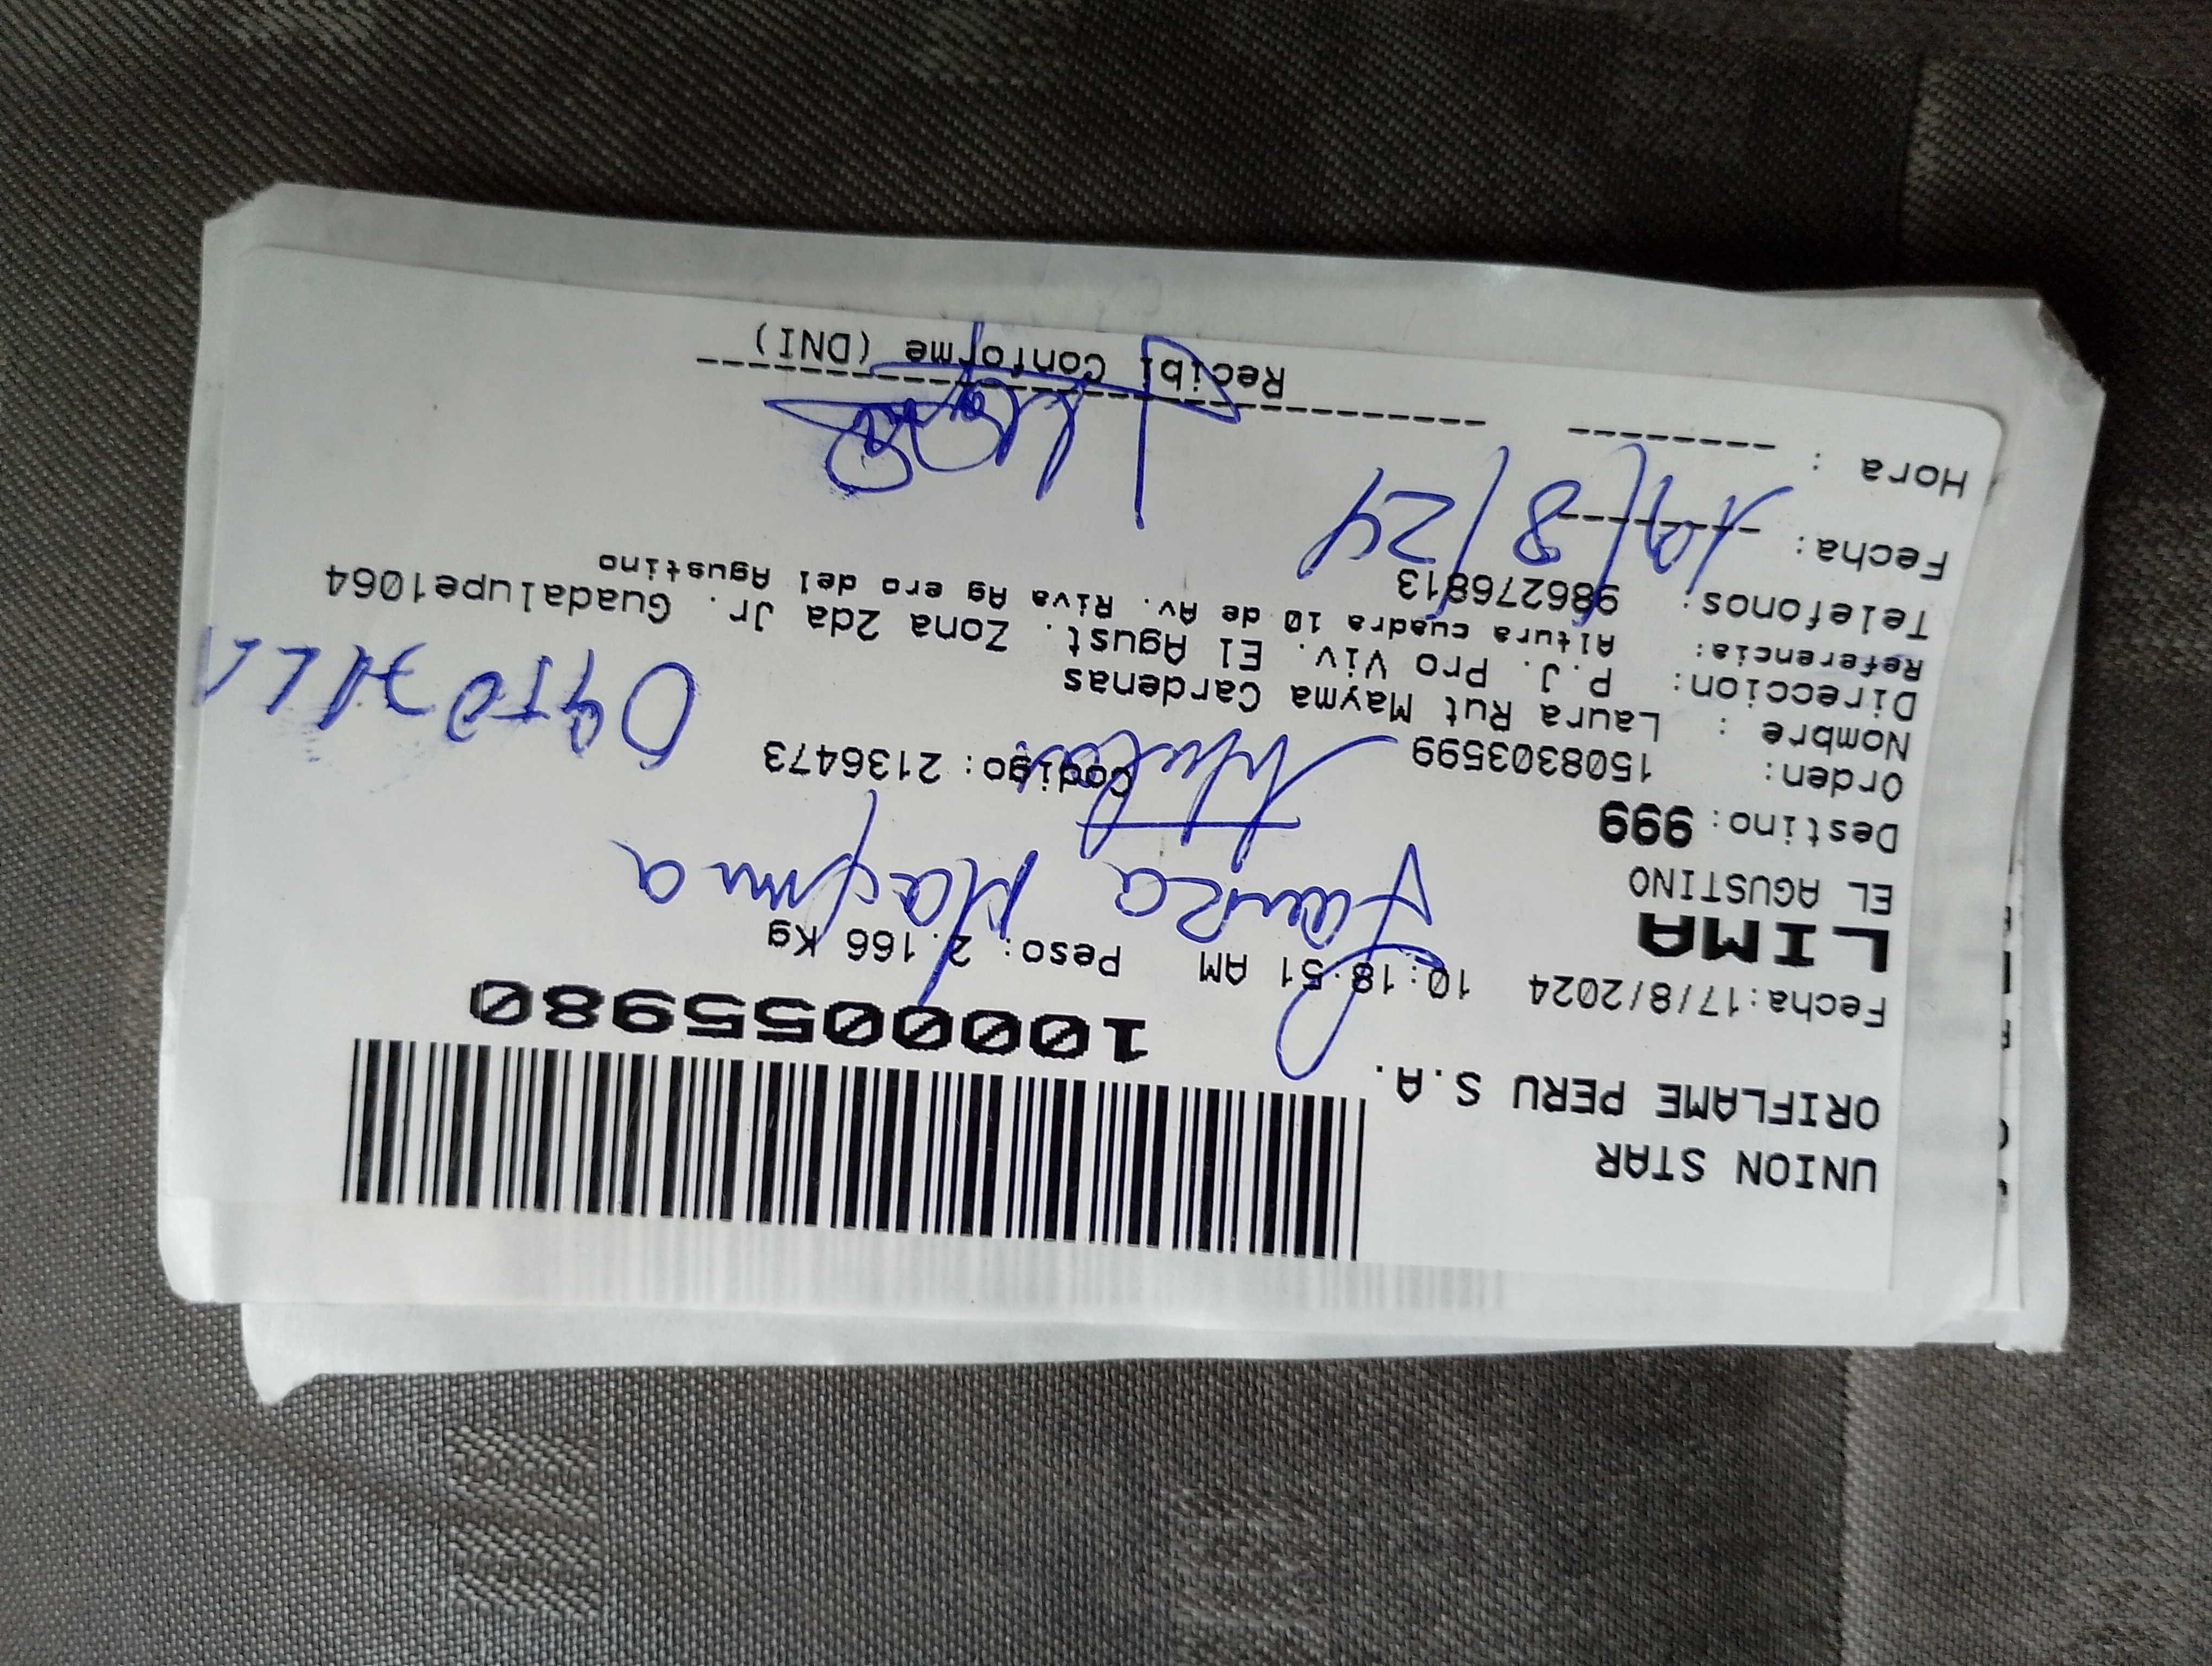 UNION STAR
ORIFLAME PERU S.A.
10000055980
Fecha:17/8/2024 10:18:51 AM Peso: 2.166 Kg
LIMA
Laura Mayma
EL AGUSTINO
Destino: 999
Orden: 1508303599 Codigo: 2136473
Nombre : Laura Rut Mayma Cardenas
Direccion: P.J. Pro Viv. El Agust. Zona 2da Jr. Guadalupe1064
Referencia: Altura cuadra 10 de Av. Riva Ag ero del Agustino
Telefonos: 986276813
Fecha: 19/8/24
Hora :
Recibi Conforme (DNI)